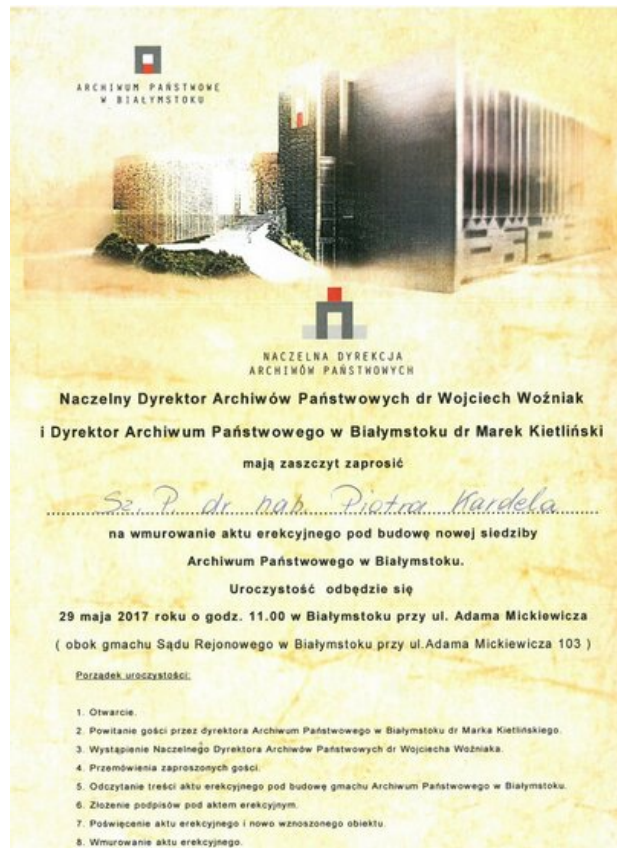 ARCHIWUM PAŃSTWOWE
W BIAŁYMSTOKU
NACZELNA DYREKCJA
ARCHIWÓW PAŃSTWOWYCH
Naczelny Dyrektor Archiwów Państwowych dr Wojciech Woźniak
i Dyrektor Archiwum Państwowego w Białymstoku dr Marek Kietliński
mają zaszczyt zaprosić
Sz. P. dr hab. Piotra Kardela
na wmurowanie aktu erekcyjnego pod budowę nowej siedziby
Archiwum Państwowego w Białymstoku.
Uroczystość odbędzie się
29 maja 2017 roku o godz. 11.00 w Białymstoku przy ul. Adama Mickiewicza
( obok gmachu Sądu Rejonowego w Białymstoku przy ul.Adama Mickiewicza 103 )
Porządek uroczystości:
1. Otwarcie.
2. Powitanie gości przez dyrektora Archiwum Państwowego w Białymstoku dr Marka Kietlińskiego.
3. Wystąpienie Naczelnego Dyrektora Archiwów Państwowych dr Wojciecha Woźniaka.
4. Przemówienia zaproszonych gości.
5. Odczytanie treści aktu erekcyjnego pod budowę gmachu Archiwum Państwowego w Białymstoku.
6. Złożenie podpisów pod aktem erekcyjnym.
7. Poświęcenie aktu erekcyjnego i nowo wznoszonego obiektu.
8. Wmurowanie aktu erekcyjnego.